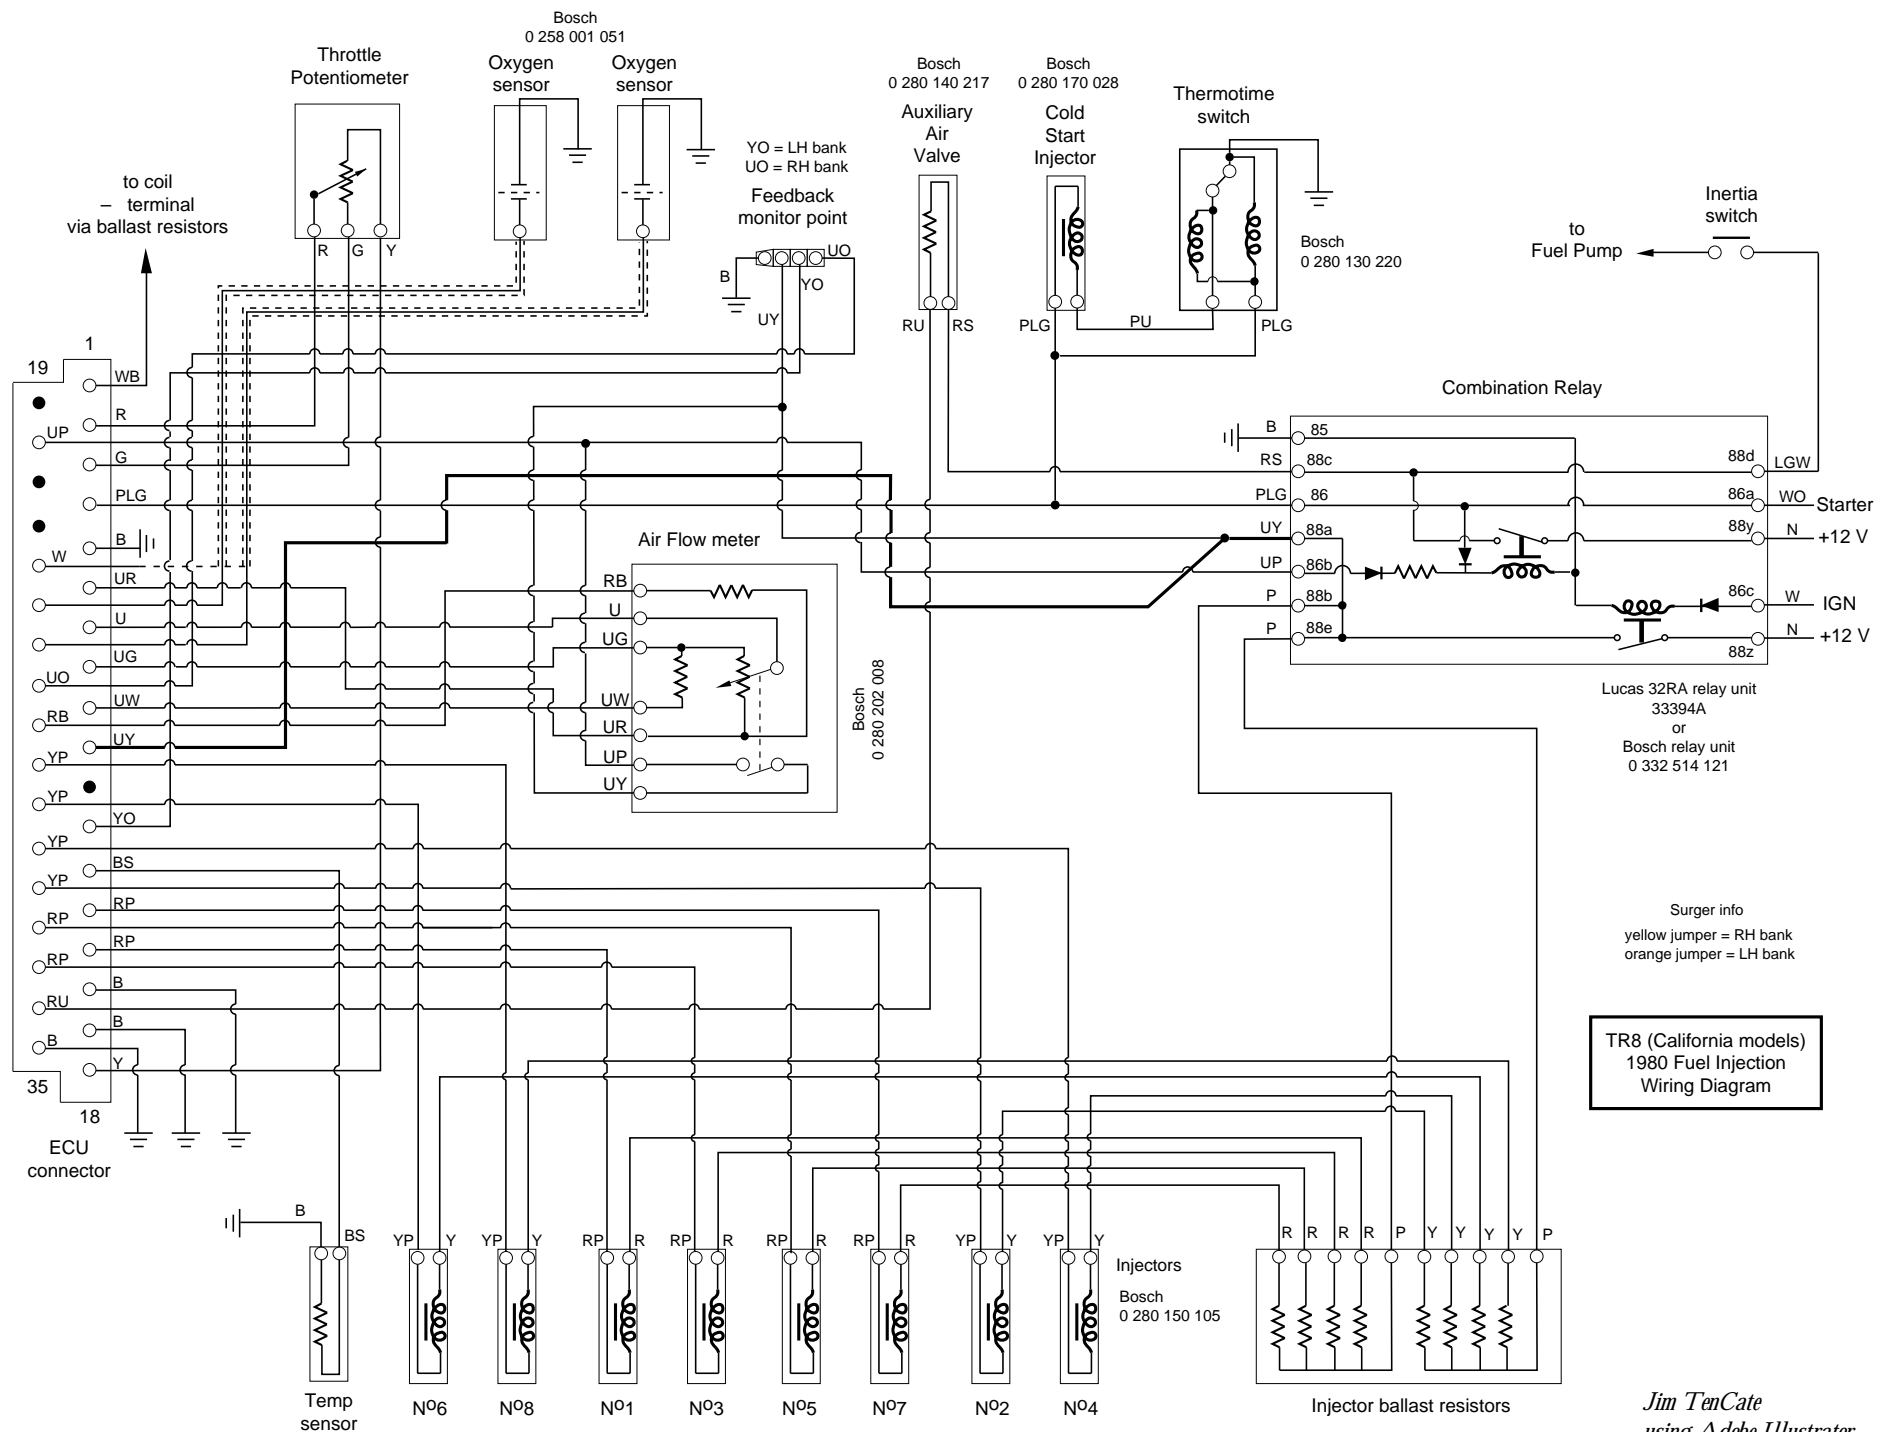 Bosch
0 258 001 051
Throttle
Potentiometer
Oxygen
sensor
Oxygen
sensor
Bosch
0 280 140 217
Auxiliary
Air
Valve
Bosch
0 280 170 028
Cold
Start
Injector
Thermotime
switch
Bosch
0 280 130 220
YO = LH bank
UO = RH bank
Feedback
monitor point
to coil
– terminal
via ballast resistors
Inertia
switch
to
Fuel Pump
R G Y
UO
B
YO
UY
RU RS
PLG PU PLG
1
19
WB
R
UP
G
PLG
B
W
UR
U
UG
UO
UW
RB
UY
YP
YP
YO
YP
BS
YP
RP
RP
RP
RP
B
RU
B
B
Y
35
18
ECU
connector
Combination Relay
B 85
RS 88c
PLG 86
UY 88a
UP 86b
P 88b
P 88e
88d LGW
86a WO Starter
88y N +12 V
86c W IGN
88z N +12 V
Lucas 32RA relay unit
33394A
or
Bosch relay unit
0 332 514 121
Air Flow meter
RB
U
UG
UW
UR
UP
UY
Bosch
0 280 202 008
Surger info
yellow jumper = RH bank
orange jumper = LH bank
TR8 (California models)
1980 Fuel Injection
Wiring Diagram
B
BS
Temp
sensor
YP Y
YP Y
RP R
RP R
RP R
RP R
YP Y
YP Y
Injectors
Bosch
0 280 150 105
Nº6
Nº8
Nº1
Nº3
Nº5
Nº7
Nº2
Nº4
R R R R P Y Y Y Y P
Injector ballast resistors
Jim TenCate
using Adobe Illustrater